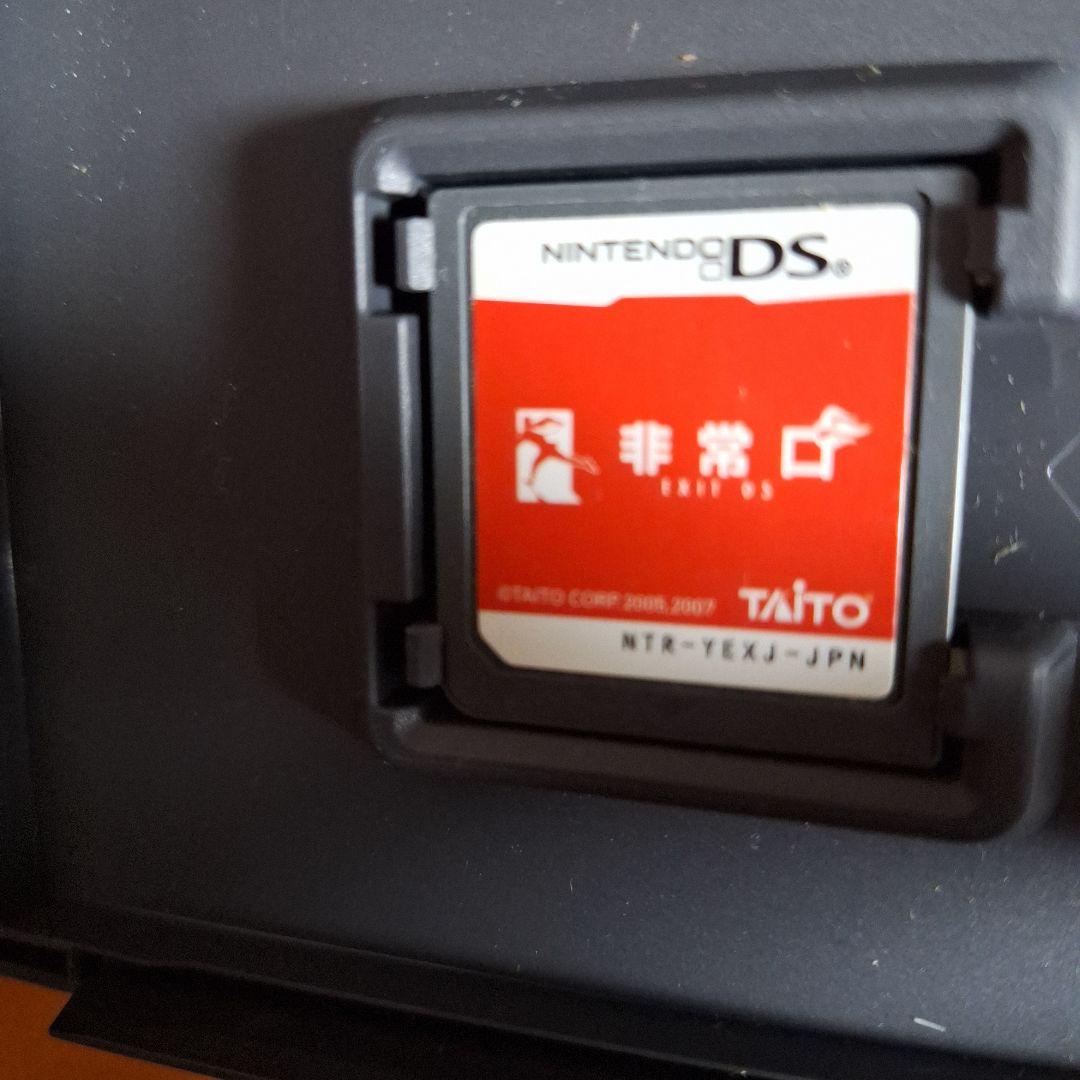 NINTENDO DS®
非常口
EXIT DS
©TAITO CORP. 2005, 2007
TAITO
NTR-YEXJ-JPN